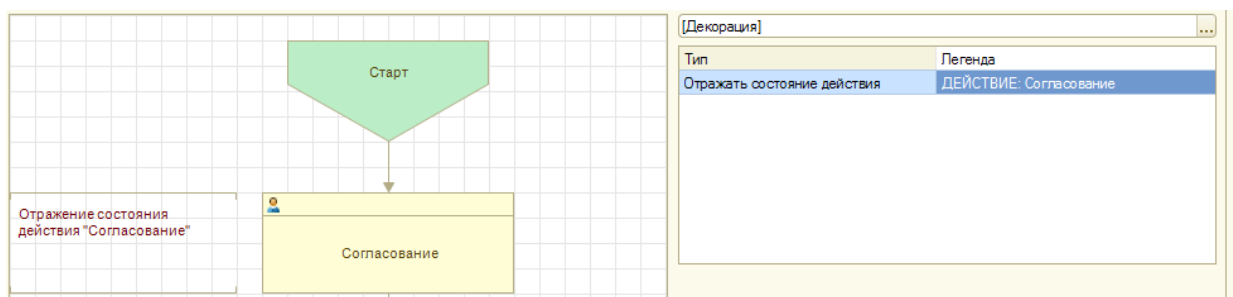 Старт
Отражение состояния
действия "Согласование"
Согласование
[Декорация]
...
Тип Легенда
Отражать состояние действия ДЕЙСТВИЕ: Согласование